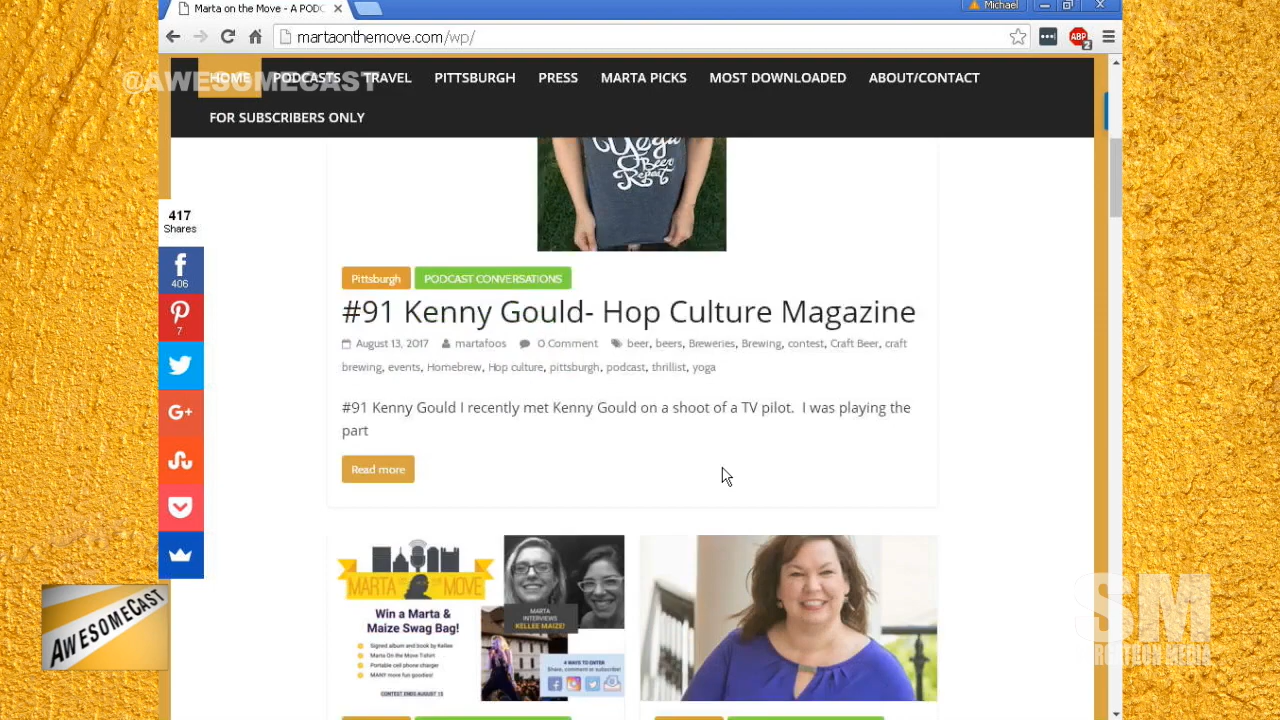 Marta on the Move - A PODC
Michael
martaonthemove.com/wp/
ABP
2
@AWESOMECAST
HOME PODCASTS TRAVEL PITTSBURGH PRESS MARTA PICKS MOST DOWNLOADED ABOUT/CONTACT
FOR SUBSCRIBERS ONLY
Yoga
Beer
Repeat
417
Shares
406
7
G+
Pittsburgh PODCAST CONVERSATIONS
#91 Kenny Gould- Hop Culture Magazine
August 13, 2017 martafoos 0 Comment beer, beers, Breweries, Brewing, contest, Craft Beer, craft
brewing, events, Homebrew, Hop culture, pittsburgh, podcast, thrillist, yoga
#91 Kenny Gould I recently met Kenny Gould on a shoot of a TV pilot. I was playing the
part
Read more
MARTA MOVE
Win a Marta &
Maize Swag Bag!
Signed album and book by Kellee
Marta On the Move T-shirt
Portable cell phone charger
MANY more fun goodies!
CONTEST ENDS AUGUST 15
MARTA
INTERVIEWS
KELLEE MAIZE!
4 WAYS TO ENTER
Share, comment or subscribe!
AWESOMECAST